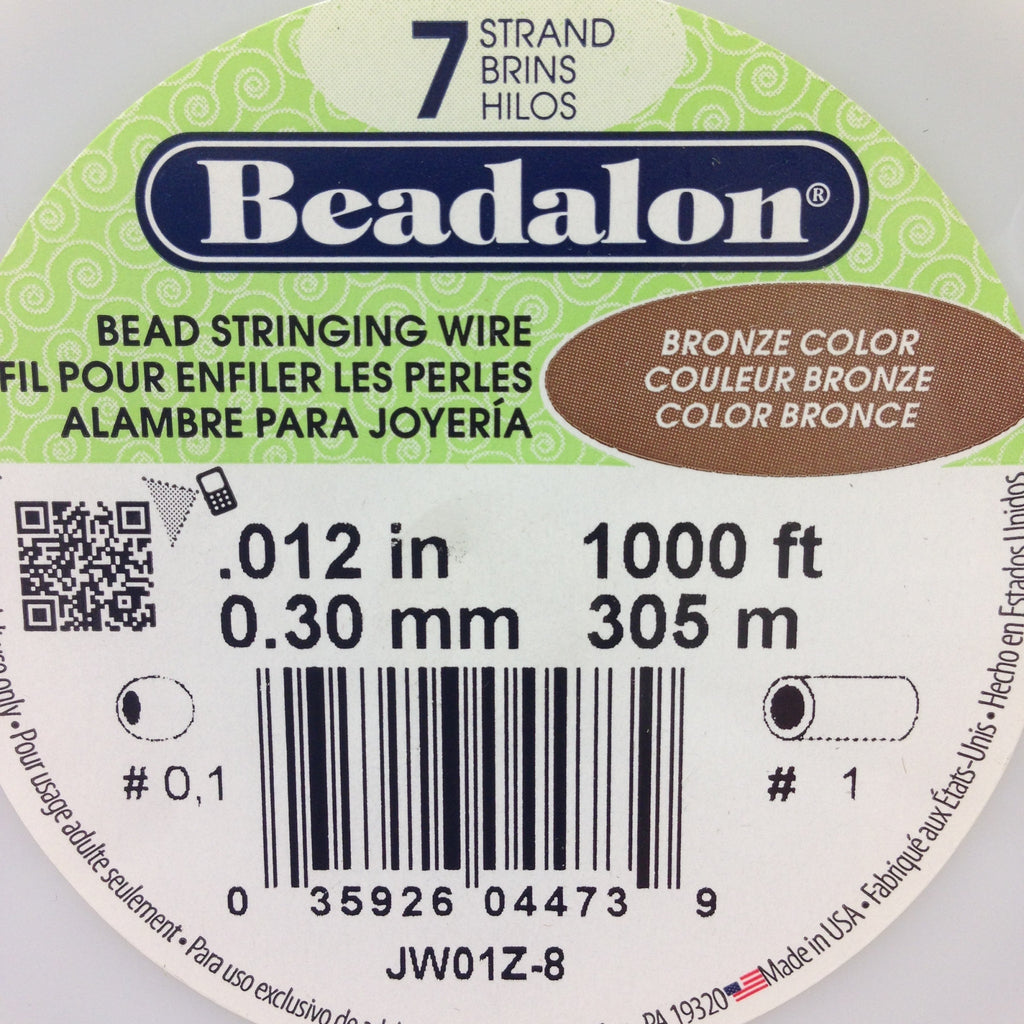 7 STRAND
BRINS
HILOS
Beadalon®
BEAD STRINGING WIRE
FIL POUR ENFILER LES PERLES
ALAMBRE PARA JOYERÍA
BRONZE COLOR
COULEUR BRONZE
COLOR BRONCE
.012 in 1000 ft
0.30 mm 305 m
# 0,1
# 1
0 35926 04473 9
JW01Z-8
use only • Pour usage adulte seulement • Para uso exclusivo de
PA 19320
Made in USA • Fabriqué aux États-Unis • Hecho en Estados Unidos